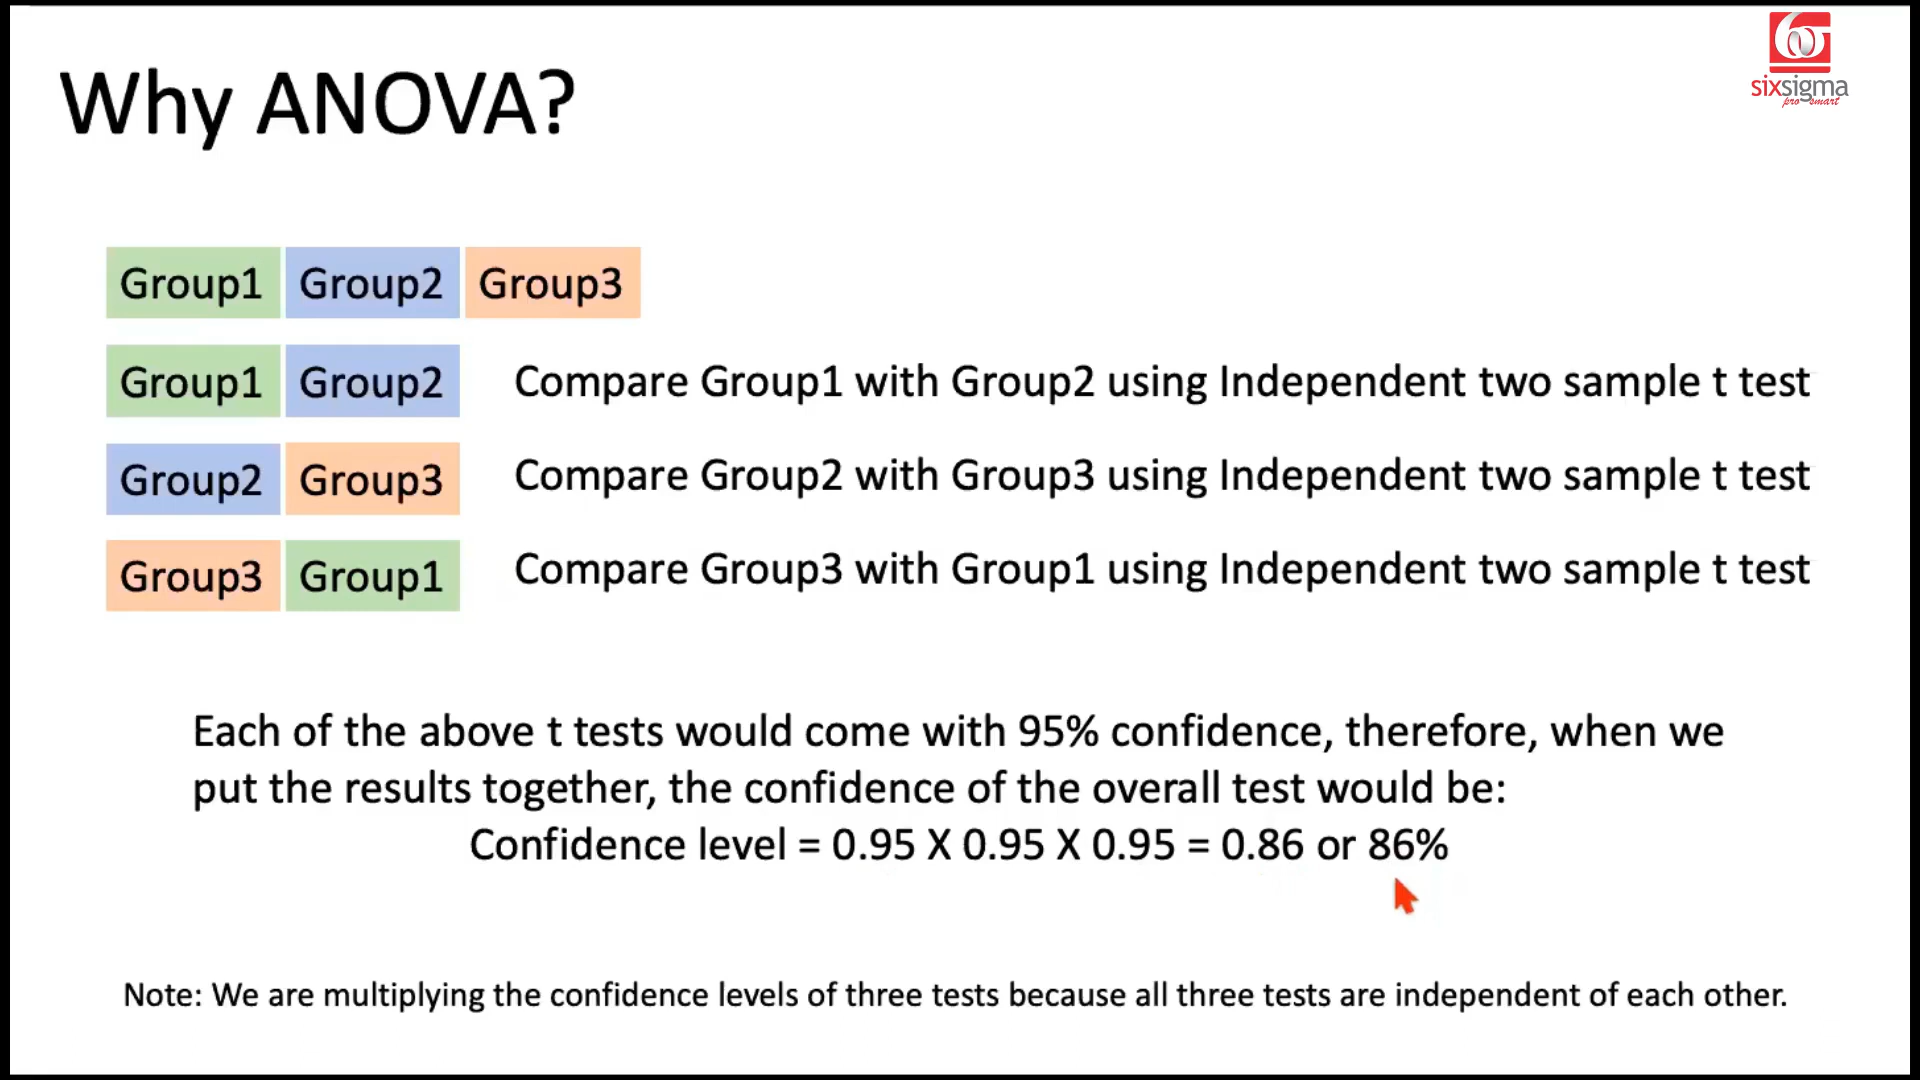 Why ANOVA?
sixsigma
pro smart
Group1 Group2 Group3
Group1 Group2 Compare Group1 with Group2 using Independent two sample t test
Group2 Group3 Compare Group2 with Group3 using Independent two sample t test
Group3 Group1 Compare Group3 with Group1 using Independent two sample t test
Each of the above t tests would come with 95% confidence, therefore, when we
put the results together, the confidence of the overall test would be:
Confidence level = 0.95 X 0.95 X 0.95 = 0.86 or 86%
Note: We are multiplying the confidence levels of three tests because all three tests are independent of each other.